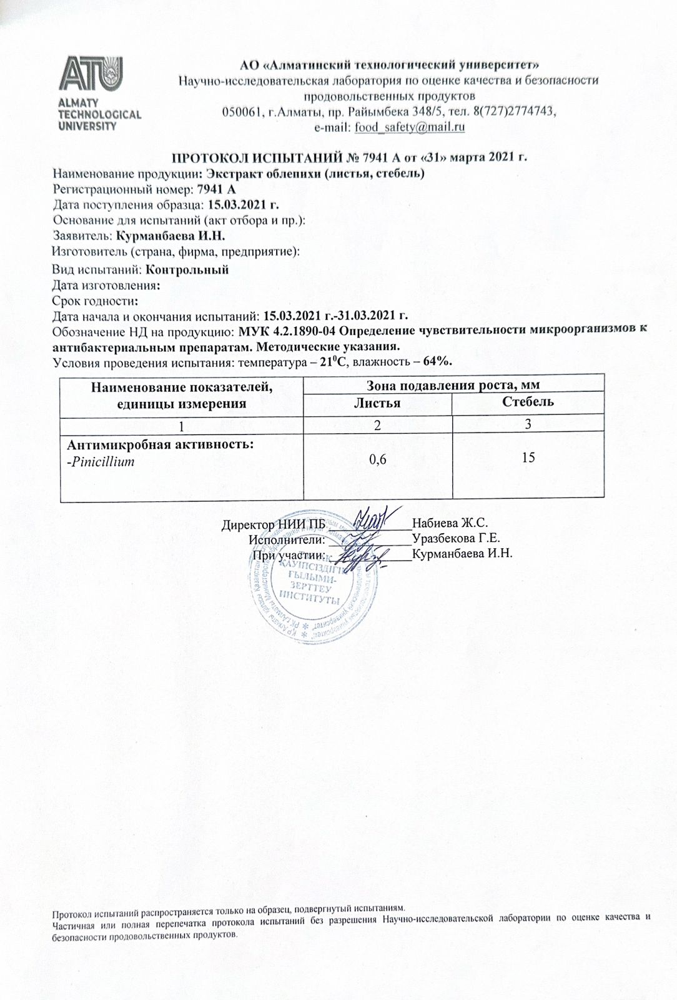 ATU
ALMATY
TECHNOLOGICAL
UNIVERSITY
АО «Алматинский технологический университет»
Научно-исследовательская лаборатория по оценке качества и безопасности
продовольственных продуктов
050061, г.Алматы, пр. Райымбека 348/5, тел. 8(727)2774743,
e-mail: food_safety@mail.ru
ПРОТОКОЛ ИСПЫТАНИЙ № 7941 А от «31» марта 2021 г.
Наименование продукции: Экстракт облепихи (листья, стебель)
Регистрационный номер: 7941 А
Дата поступления образца: 15.03.2021 г.
Основание для испытаний (акт отбора и пр.):
Заявитель: Курманбаева И.Н.
Изготовитель (страна, фирма, предприятие):
Вид испытаний: Контрольный
Дата изготовления:
Срок годности:
Дата начала и окончания испытаний: 15.03.2021 г.-31.03.2021 г.
Обозначение НД на продукцию: МУК 4.2.1890-04 Определение чувствительности микроорганизмов к
антибактериальным препаратам. Методические указания.
Условия проведения испытания: температура – 21⁰С, влажность – 64%.
Наименование показателей,
единицы измерения
Зона подавления роста, мм
Листья Стебель
1 2 3
Антимикробная активность:
-Pinicillium 0,6 15
Директор НИИ ПБ ____________ Набиева Ж.С.
Исполнители: ____________ Уразбекова Г.Е.
При участии: ____________ Курманбаева И.Н.
ҚАУІПСІЗДІГІ
ҒЫЛЫМИ-
ЗЕРТТЕУ
ИНСТИТУТЫ
Протокол испытаний распространяется только на образец, подвергнутый испытаниям.
Частичная или полная перепечатка протокола испытаний без разрешения Научно-исследовательской лаборатории по оценке качества и
безопасности продовольственных продуктов.